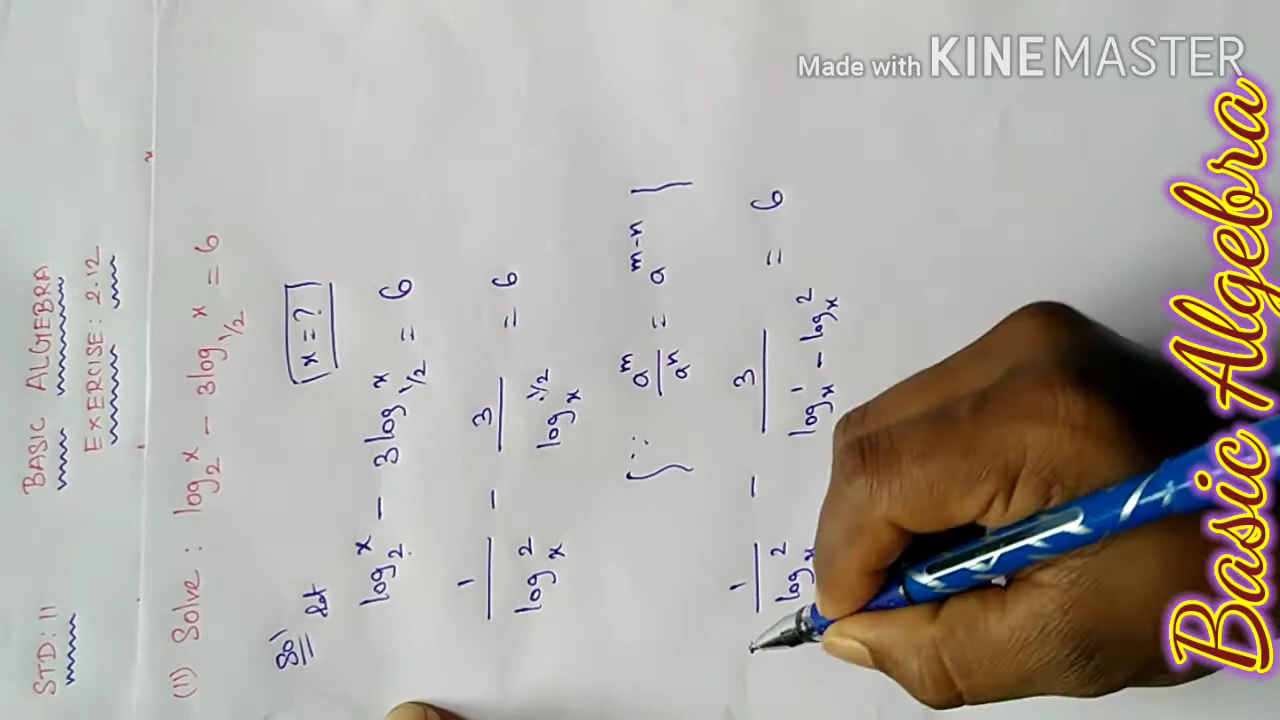 Made with KINEMASTER
Basic Algebra
STD: 11 BASIC ALGEBRA
EXERCISE: 2.12
x
(11) Solve: log₂ˣ − 3log₁/₂ˣ = 6
Sol let x = ?
log₂ˣ − 3log₁/₂ˣ = 6
1/logₓ² − 3/logₓ^1/2 = 6
{∵ aᵐ/aⁿ = aᵐ⁻ⁿ}
1/logₓ² − 3/(logₓ¹ − logₓ²) = 6